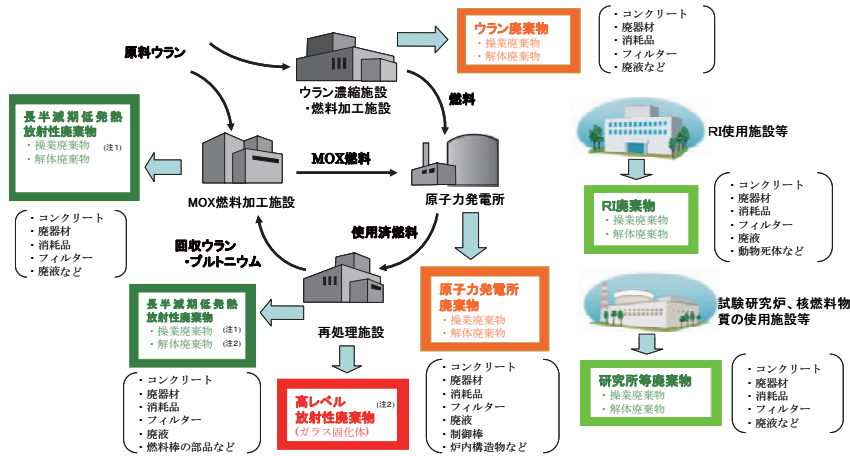 原料ウラン
ウラン濃縮施設
・燃料加工施設
ウラン廃棄物
・操業廃棄物
・解体廃棄物
・コンクリート
・廃器材
・消耗品
・フィルター
・廃液など
燃料
長半減期低発熱
放射性廃棄物
・操業廃棄物 (注1)
・解体廃棄物
・コンクリート
・廃器材
・消耗品
・フィルター
・廃液など
MOX燃料加工施設
MOX燃料
原子力発電所
使用済燃料
回収ウラン
・プルトニウム
再処理施設
長半減期低発熱
放射性廃棄物
・操業廃棄物 (注1)
・解体廃棄物 (注2)
・コンクリート
・廃器材
・消耗品
・フィルター
・廃液
・燃料棒の部品など
高レベル (注2)
放射性廃棄物
(ガラス固化体)
原子力発電所
廃棄物
・操業廃棄物
・解体廃棄物
・コンクリート
・廃器材
・消耗品
・フィルター
・廃液
・制御棒
・炉内構造物など
RI使用施設等
RI廃棄物
・操業廃棄物
・解体廃棄物
・コンクリート
・廃器材
・消耗品
・フィルター
・廃液
・動物死体など
試験研究炉、核燃料物
質の使用施設等
研究所等廃棄物
・操業廃棄物
・解体廃棄物
・コンクリート
・廃器材
・消耗品
・フィルター
・廃液など